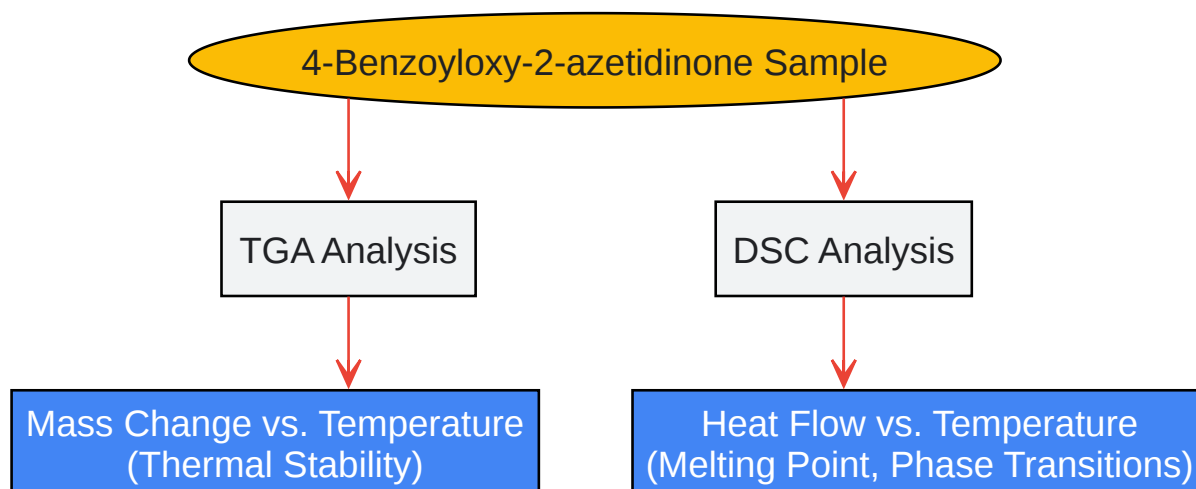 4-Benzoyloxy-2-azetidinone Sample
TGA Analysis
DSC Analysis
Mass Change vs. Temperature
(Thermal Stability)
Heat Flow vs. Temperature
(Melting Point, Phase Transitions)